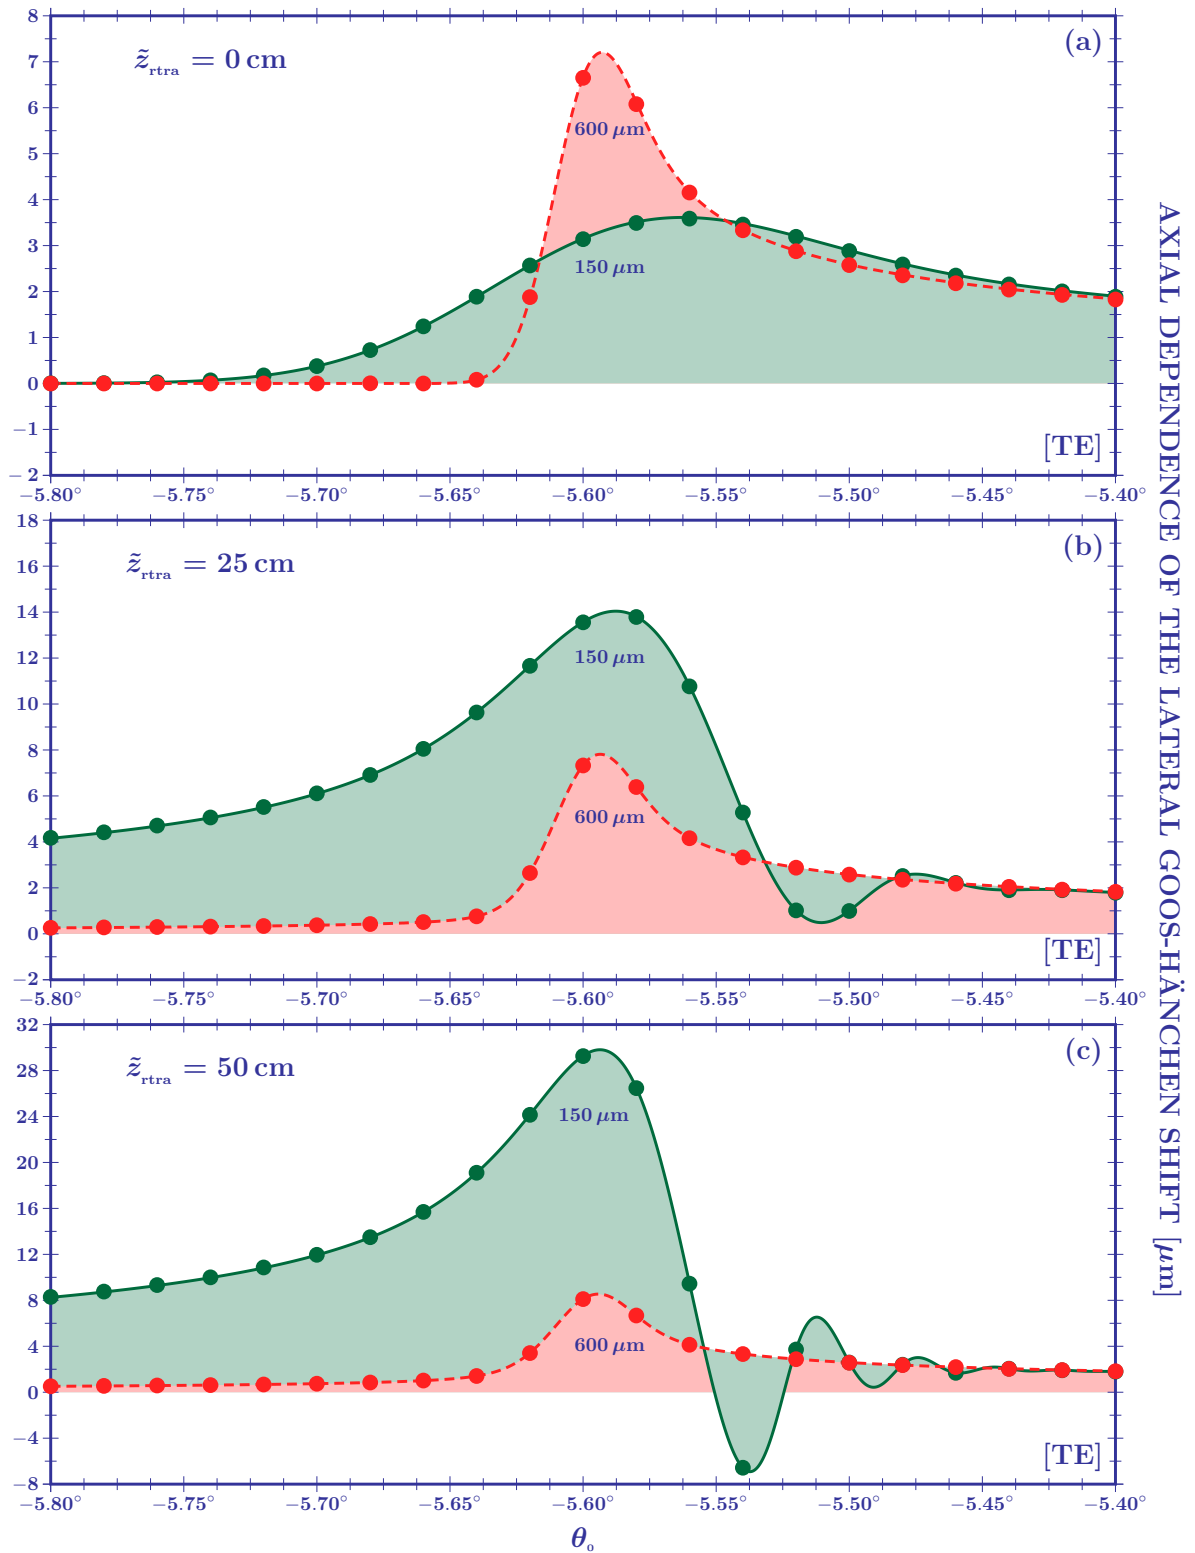 (a)
z̃rtra = 0 cm
8
7
6
5
4
3
2
1
0
−1
−2
600 μm
150 μm
[TE]
−5.80° −5.75° −5.70° −5.65° −5.60° −5.55° −5.50° −5.45° −5.40°
(b)
z̃rtra = 25 cm
18
16
14
12
10
8
6
4
2
0
−2
150 μm
600 μm
[TE]
−5.80° −5.75° −5.70° −5.65° −5.60° −5.55° −5.50° −5.45° −5.40°
(c)
z̃rtra = 50 cm
32
28
24
20
16
12
8
4
0
−4
−8
150 μm
600 μm
[TE]
−5.80° −5.75° −5.70° −5.65° −5.60° −5.55° −5.50° −5.45° −5.40°
θ₀
AXIAL DEPENDENCE OF THE LATERAL GOOS-HÄNCHEN SHIFT [μm]